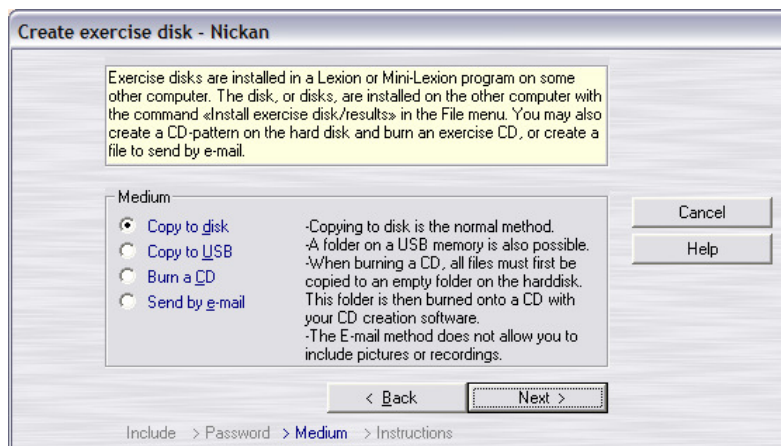 Create exercise disk - Nickan
Exercise disks are installed in a Lexion or Mini-Lexion program on some
other computer. The disk, or disks, are installed on the other computer with
the command «Install exercise disk/results» in the File menu. You may also
create a CD-pattern on the hard disk and burn an exercise CD, or create a
file to send by e-mail.
Medium
Copy to disk
Copy to USB
Burn a CD
Send by e-mail
-Copying to disk is the normal method.
-A folder on a USB memory is also possible.
-When burning a CD, all files must first be
copied to an empty folder on the harddisk.
This folder is then burned onto a CD with
your CD creation software.
-The E-mail method does not allow you to
include pictures or recordings.
Cancel
Help
< Back
Next >
Include > Password > Medium > Instructions